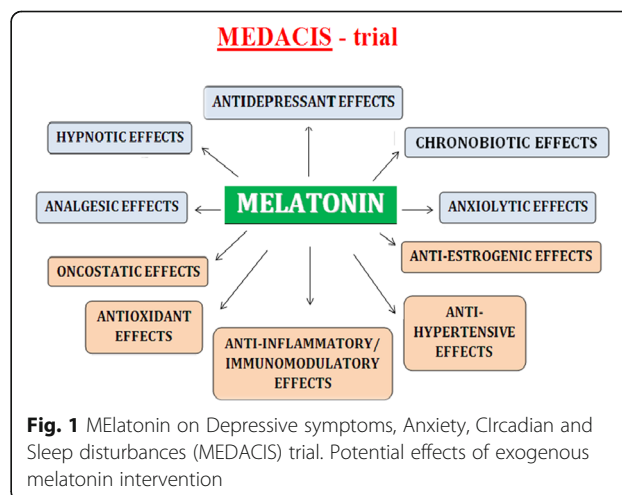 MEDACIS - trial
ANTIDEPRESSANT EFFECTS
HYPNOTIC EFFECTS
CHRONOBIOTIC EFFECTS
ANALGESIC EFFECTS
MELATONIN
ANXIOLYTIC EFFECTS
ONCOSTATIC EFFECTS
ANTI-ESTROGENIC EFFECTS
ANTIOXIDANT
EFFECTS
ANTI-INFLAMMATORY/
IMMUNOMODULATORY
EFFECTS
ANTI-
HYPERTENSIVE
EFFECTS
Fig. 1 MElatonin on Depressive symptoms, Anxiety, CIrcadian and
Sleep disturbances (MEDACIS) trial. Potential effects of exogenous
melatonin intervention